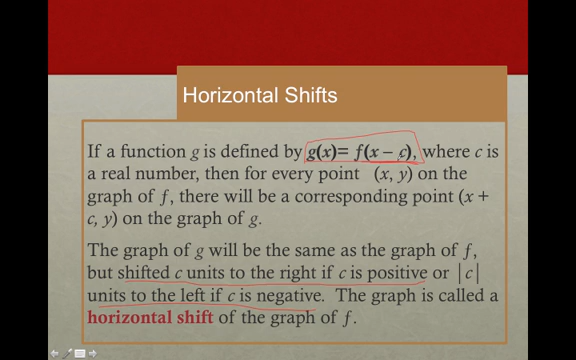 Horizontal Shifts
If a function g is defined by g(x)= f(x – c), where c is
a real number, then for every point (x, y) on the
graph of f, there will be a corresponding point (x +
c, y) on the graph of g.
The graph of g will be the same as the graph of f,
but shifted c units to the right if c is positive or |c|
units to the left if c is negative. The graph is called a
horizontal shift of the graph of f.